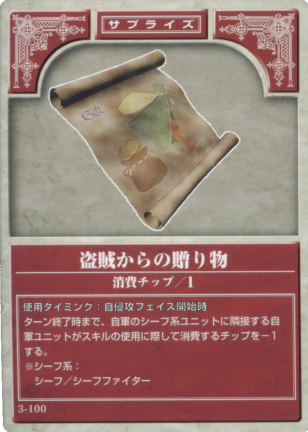 サプライズ
Gift
盗賊からの贈り物
消費チップ/1
使用タイミング:自侵攻フェイズ開始時
ターン終了時まで、自軍のシーフ系ユニットに隣接する自
軍ユニットがスキルの使用に際して消費するチップを-1
する。
※シーフ系:
シーフ/シーフファイター
3-100